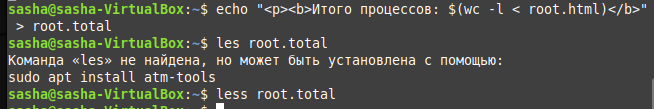 sasha@sasha-VirtualBox:~$ echo "<p><b>Итого процессов: $(wc -l < root.html)</b>"
 > root.total
sasha@sasha-VirtualBox:~$ les root.total
Команда «les» не найдена, но может быть установлена с помощью:
sudo apt install atm-tools
sasha@sasha-VirtualBox:~$ less root.total
sasha@sasha-VirtualBox:~$